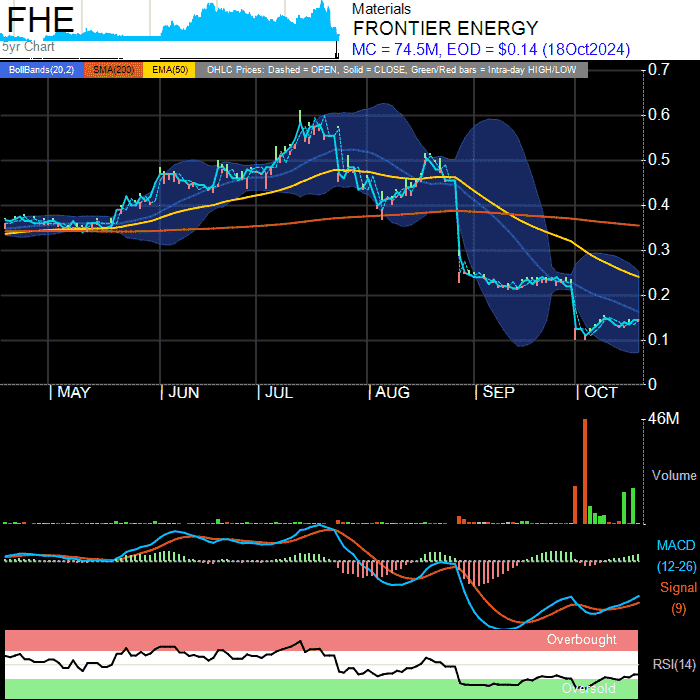 FHE
5yr Chart
Materials
FRONTIER ENERGY
MC = 74.5M, EOD = $0.14 (18Oct2024)
BollBands(20,2) SMA(200) EMA(50) OHLC Prices: Dashed = OPEN, Solid = CLOSE, Green/Red bars = Intra-day HIGH/LOW
0.7
0.6
0.5
0.4
0.3
0.2
0.1
0
| MAY | JUN | JUL | AUG | SEP | OCT
46M
Volume
MACD
(12-26)
Signal
(9)
Overbought
RSI(14)
Oversold